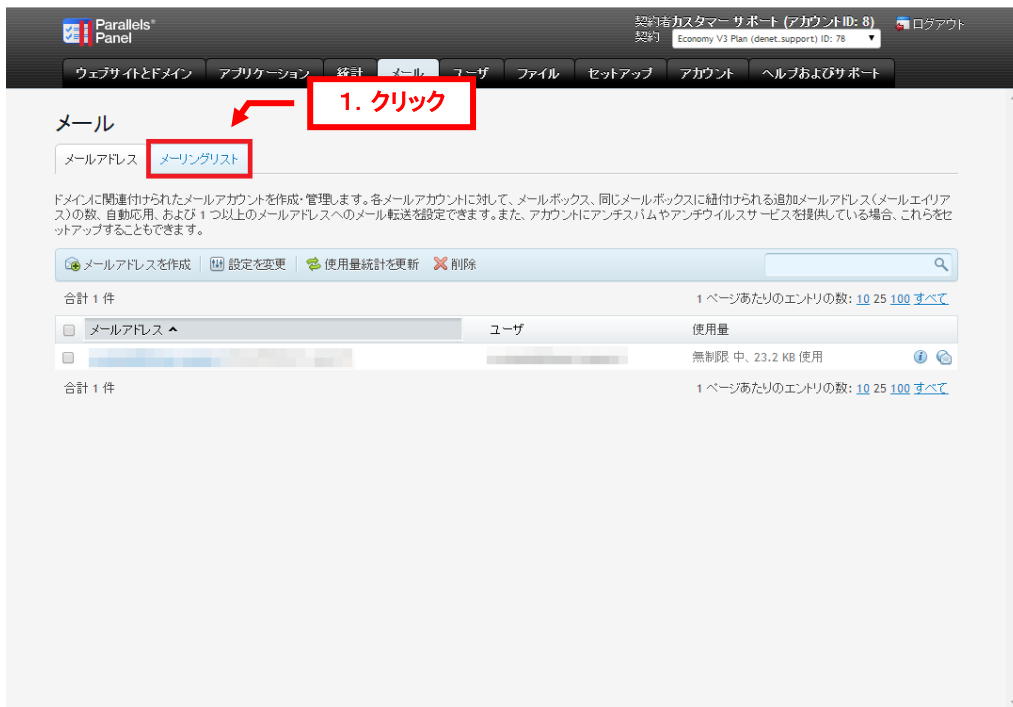 Parallels®
Panel
契約者カスタマー サポート (アカウントID: 8)
ログアウト
契約 Economy V3 Plan (denet.support) ID: 78
ウェブサイトとドメイン アプリケーション 統計 メール ユーザ ファイル セットアップ アカウント ヘルプおよびサポート
1. クリック
メール
メールアドレス メーリングリスト
ドメインに関連付けられたメールアカウントを作成・管理します。各メールアカウントに対して、メールボックス、同じメールボックスに紐付けられる追加メールアドレス(メールエイリア
ス)の数、自動応用、および 1 つ以上のメールアドレスへのメール転送を設定できます。また、アカウントにアンチスパムやアンチウイルスサービスを提供している場合、これらをセ
ットアップすることもできます。
メールアドレスを作成 設定を変更 使用量統計を更新 削除
合計 1 件 1 ページあたりのエントリの数: 10 25 100 すべて
メールアドレス ユーザ 使用量
無制限 中、23.2 KB 使用
合計 1 件 1 ページあたりのエントリの数: 10 25 100 すべて